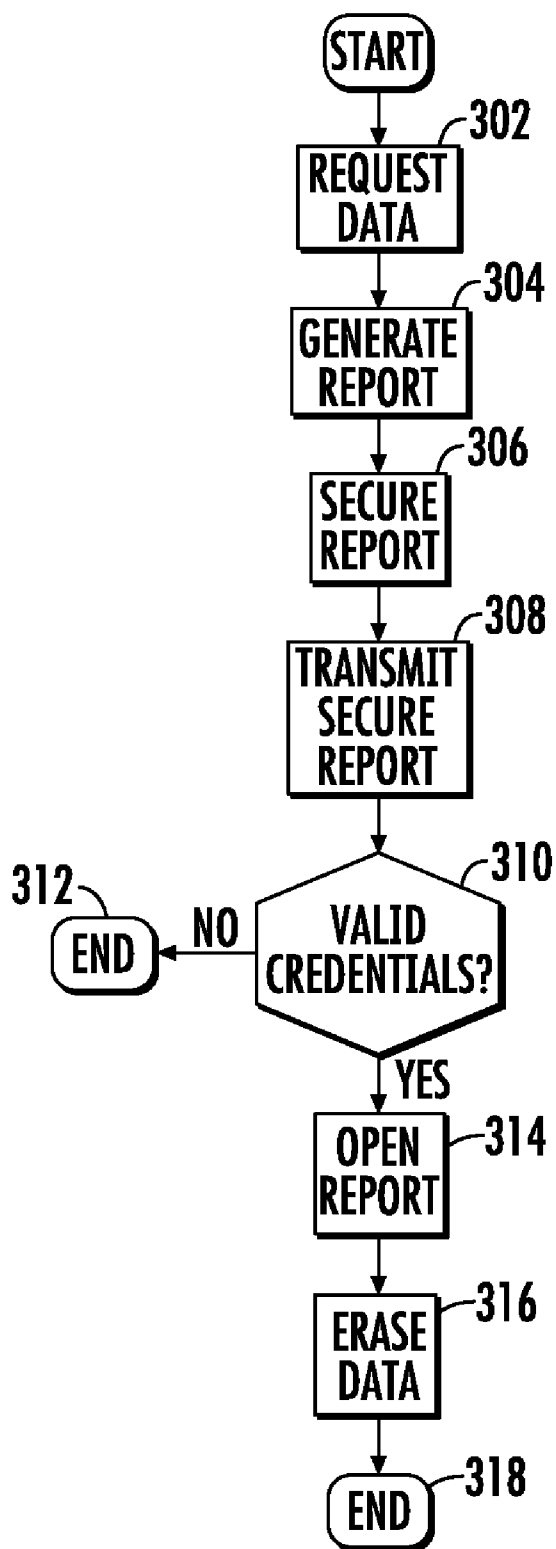 START
302
REQUEST
DATA
304
GENERATE
REPORT
306
SECURE
REPORT
308
TRANSMIT
SECURE
REPORT
310
VALID
CREDENTIALS?
312
NO
END
YES
314
OPEN
REPORT
316
ERASE
DATA
318
END